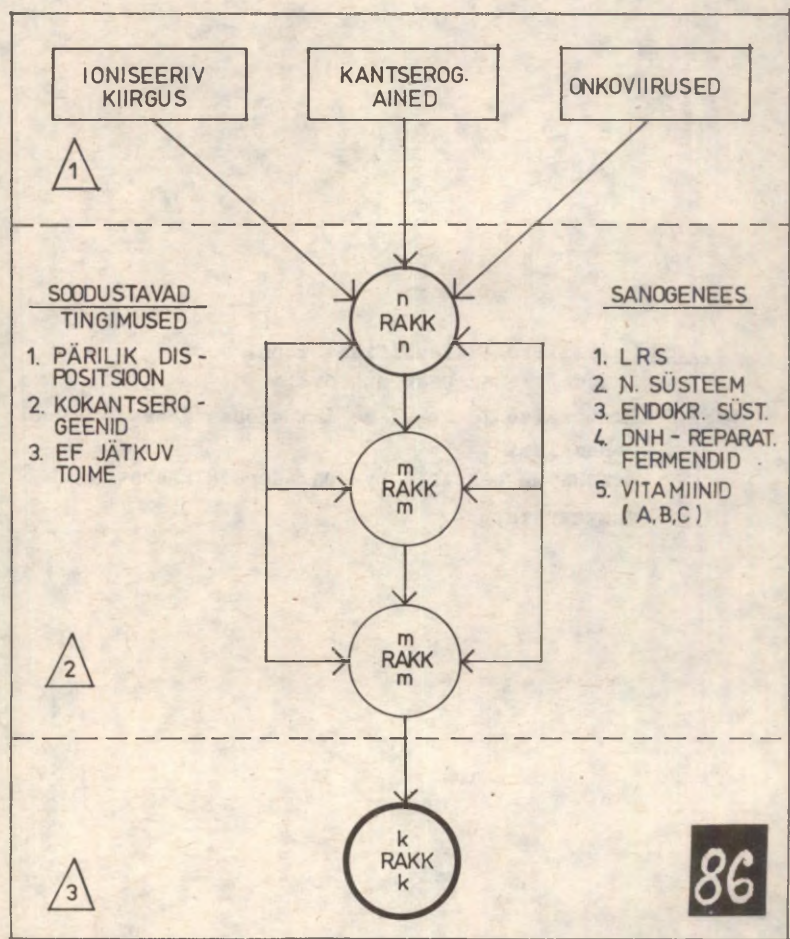 IONISEERIV
KIIRGUS
KANTSEROG.
AINED
ONKOVIIRUSED
1
SOODUSTAVAD
TINGIMUSED
1. PÄRILIK DIS-
POSITSIOON
2. KOKANTSERO-
GEENID
3. EF JÄTKUV
TOIME
n
RAKK
n
m
RAKK
m
m
RAKK
m
SANOGENEES
1. LRS
2. N. SÜSTEEM
3. ENDOKR. SÜST.
4. DNH - REPARAT.
FERMENDID
5. VITAMIINID
(A,B,C)
2
k
RAKK
k
3
86